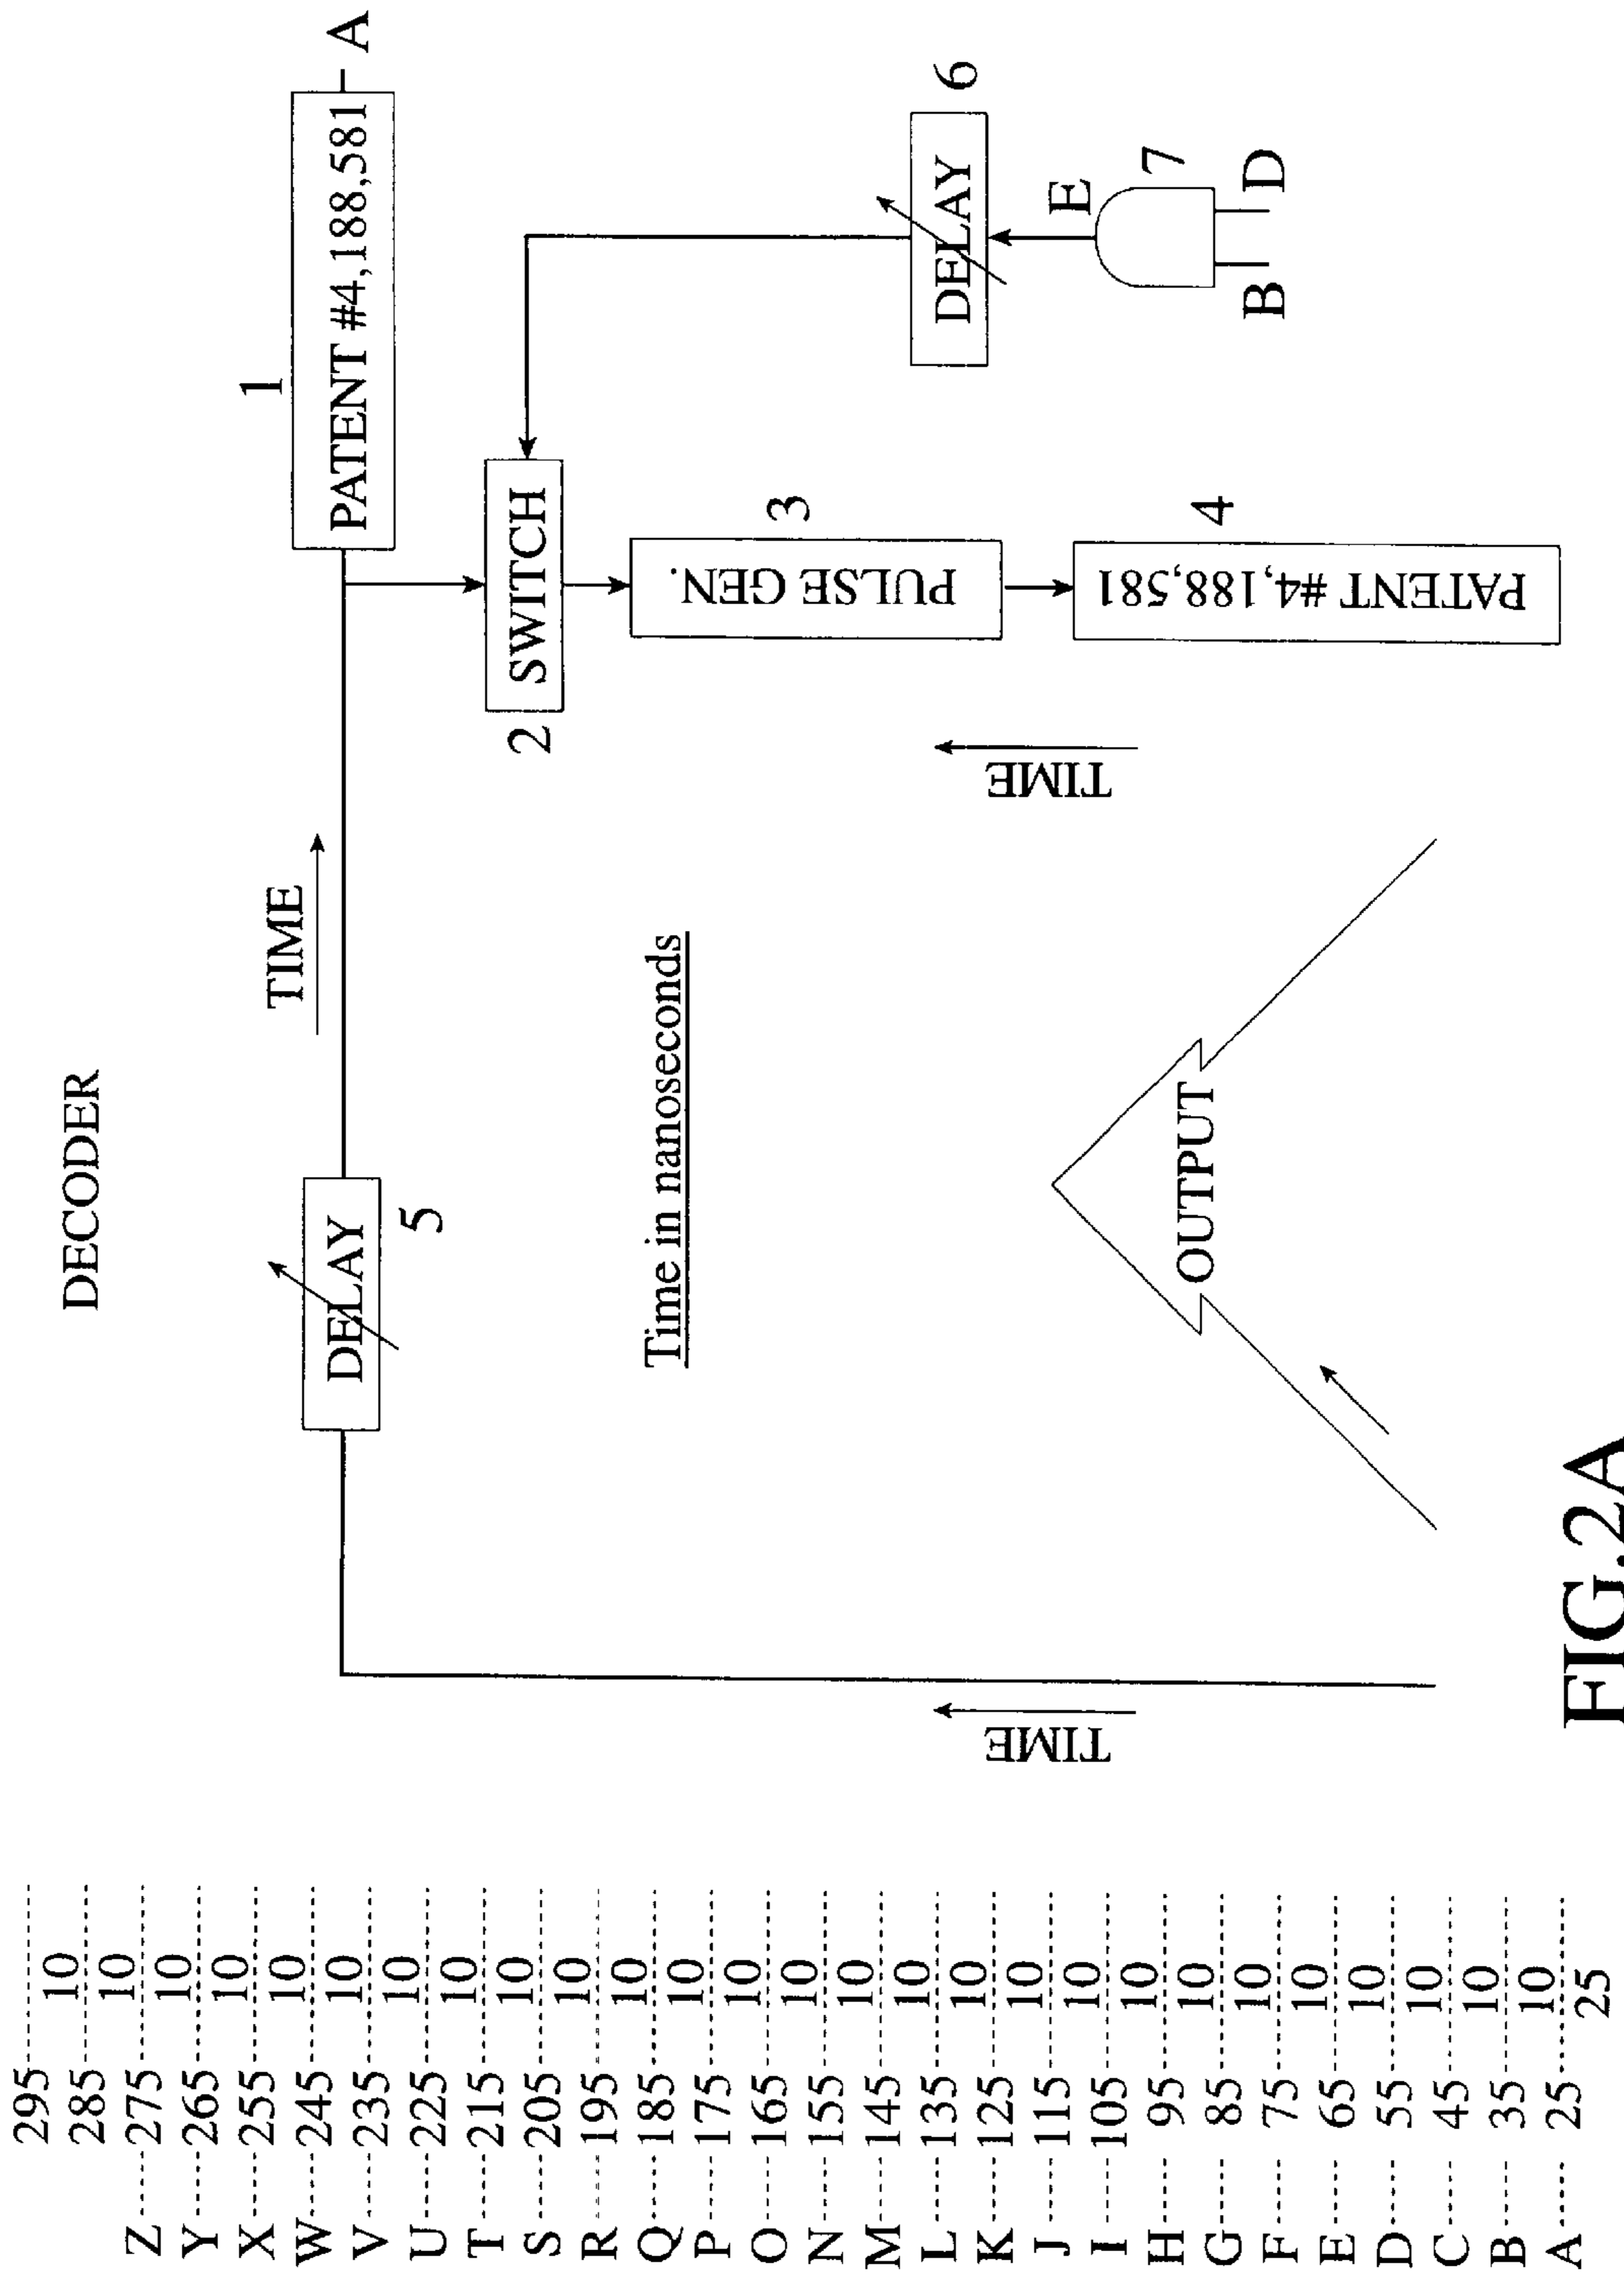 DECODER
TIME
DELAY
5
1
PATENT #4,188,581
A
2
SWITCH
3
PULSE GEN.
4
PATENT #4,188,581
DELAY
6
E
7
B
D
Time in nanoseconds
TIME
TIME
OUTPUT
295
10
285
10
Z 275
10
Y 265
10
X 255
10
W 245
10
V 235
10
U 225
10
T 215
10
S 205
10
R 195
10
Q 185
10
P 175
10
O 165
10
N 155
10
M 145
10
L 135
10
K 125
10
J 115
10
I 105
10
H 95
10
G 85
10
F 75
10
E 65
10
D 55
10
C 45
10
B 35
10
A 25
25
FIG.2A